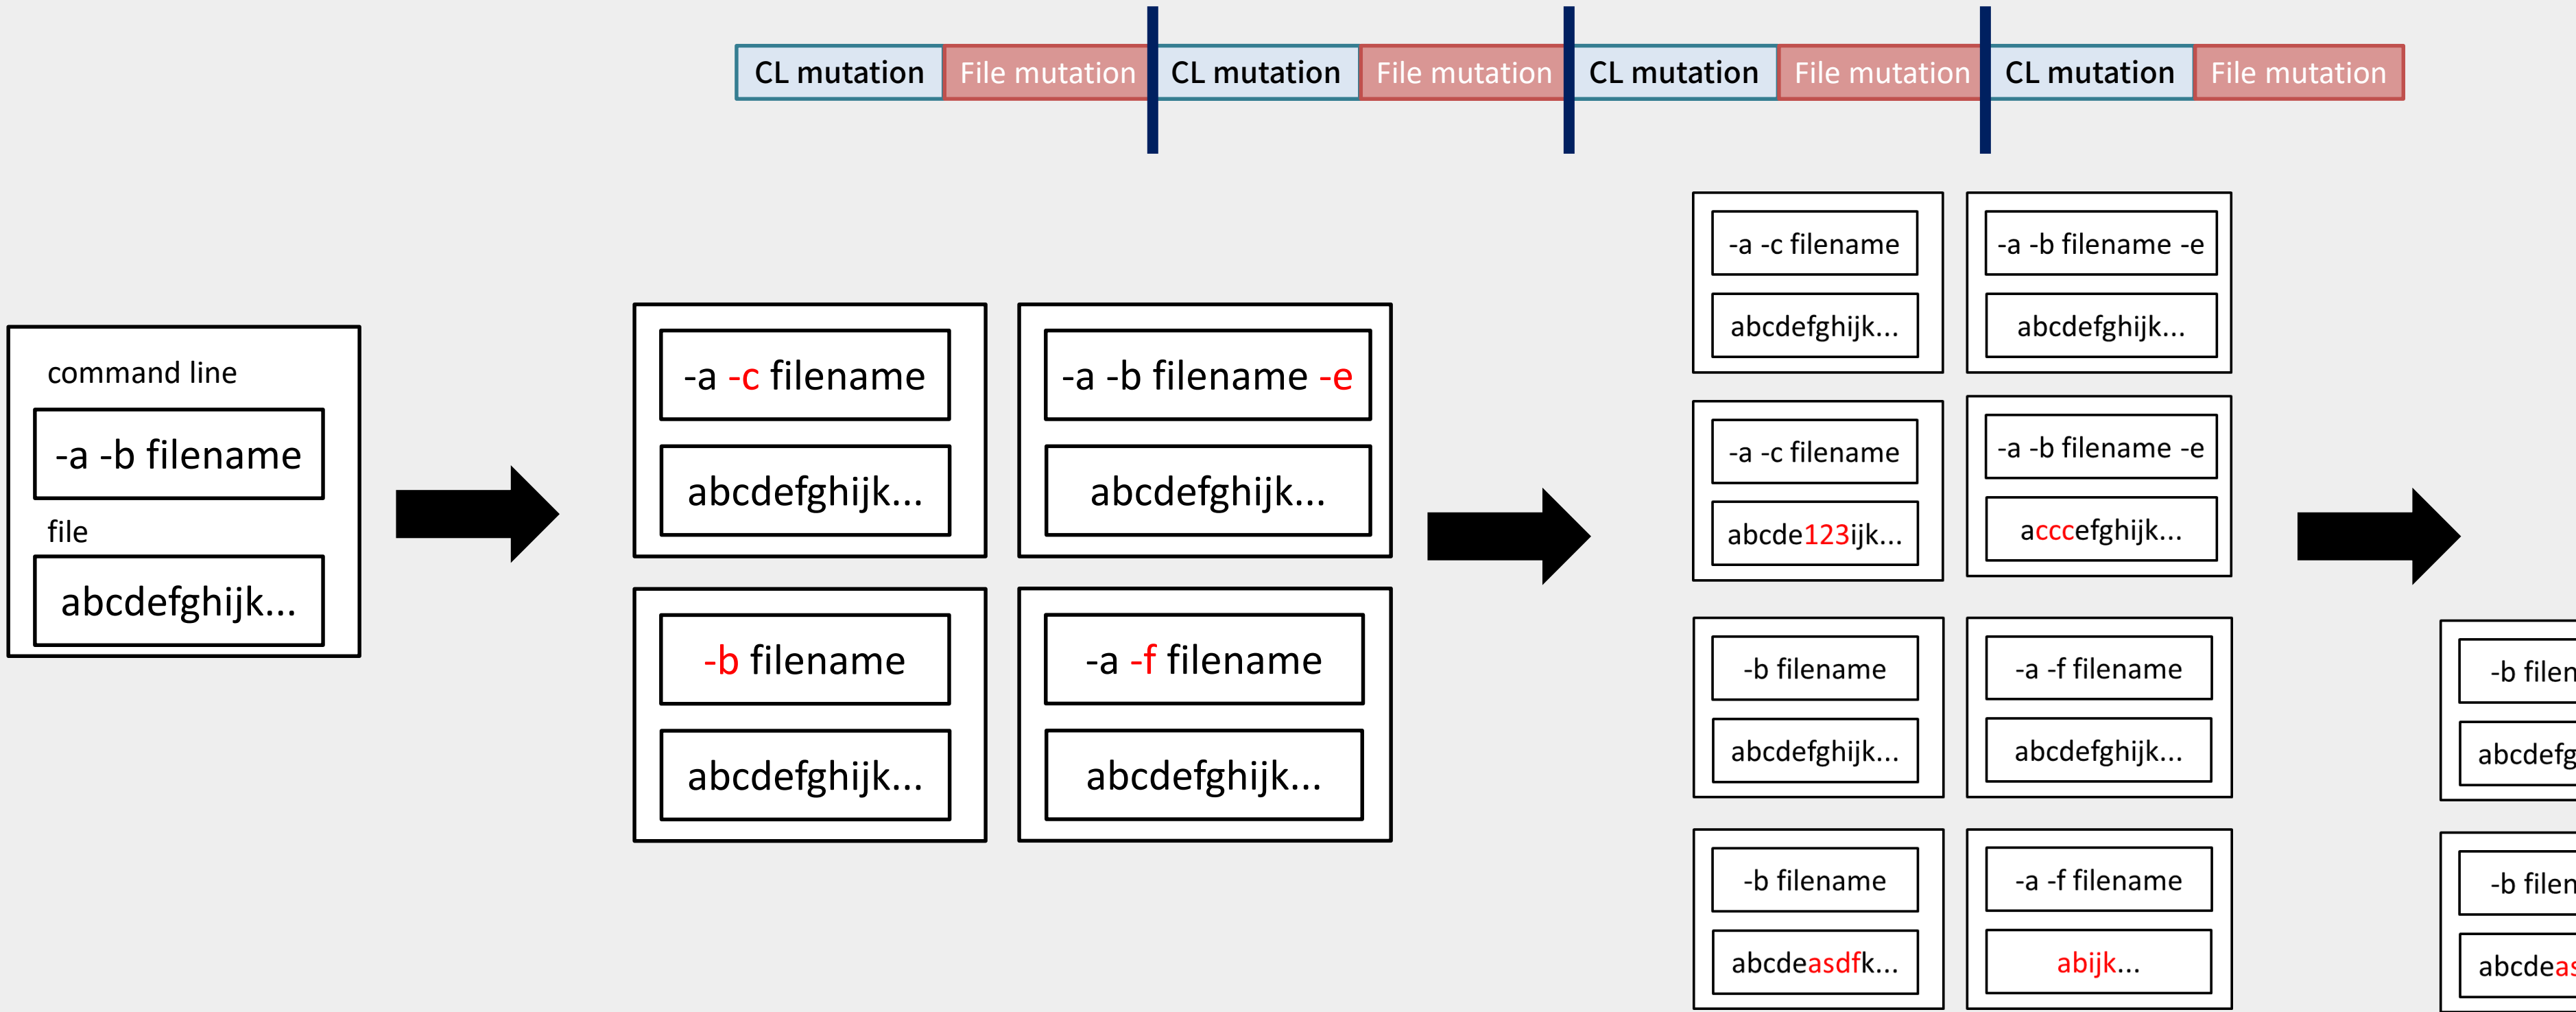 CL mutation File mutation CL mutation File mutation CL mutation File mutation CL mutation File mutation
command line
-a -b filename
file
abcdefghijk...
-a -c filename
abcdefghijk...
-a -b filename -e
abcdefghijk...
-b filename
abcdefghijk...
-a -f filename
abcdefghijk...
-a -c filename
abcdefghijk...
-a -b filename -e
abcdefghijk...
-a -c filename
abcde123ijk...
-a -b filename -e
acccefghijk...
-b filename
abcdefghijk...
-a -f filename
abcdefghijk...
-b filename
abcdeasdfk...
-a -f filename
abijk...
-b